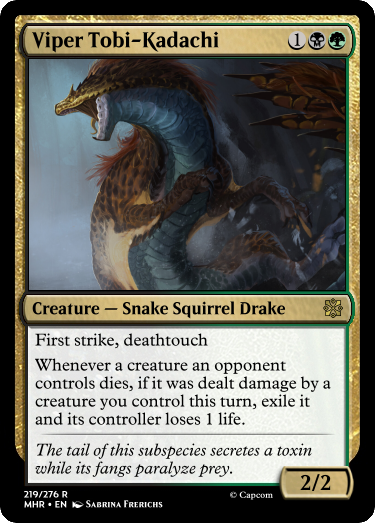 Viper Tobi-Kadachi 1
Creature — Snake Squirrel Drake
First strike, deathtouch
Whenever a creature an opponent
controls dies, if it was dealt damage by a
creature you control this turn, exile it
and its controller loses 1 life.
The tail of this subspecies secretes a toxin
while its fangs paralyze prey.
2/2
219/276 R
MHR • EN Sabrina Frerichs
© Capcom